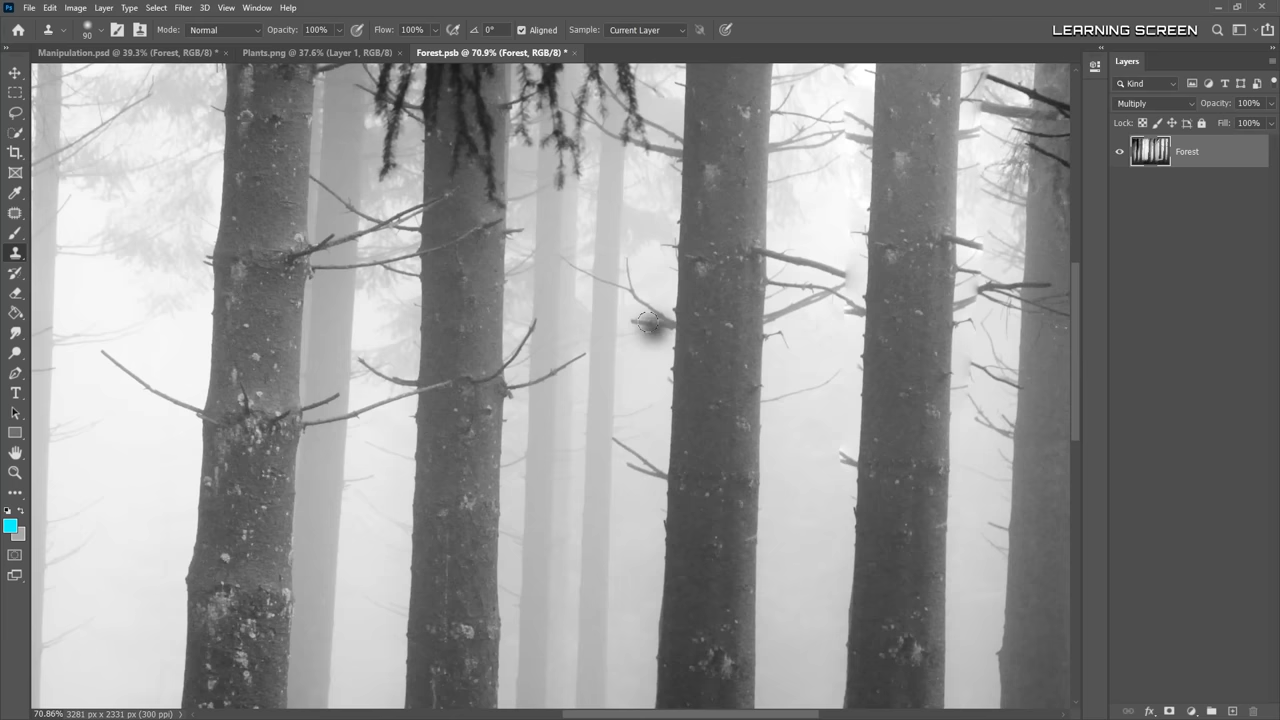 Ps File Edit Image Layer Type Select Filter 3D View Window Help
90 Mode: Normal Opacity: 100% Flow: 100% 0° Aligned Sample: Current Layer LEARNING SCREEN
Manipulation.psd @ 39.3% (Forest, RGB/8) * × Plants.png @ 37.6% (Layer 1, RGB/8) × Forest.psb @ 70.9% (Forest, RGB/8) * ×
Layers
Kind
Multiply Opacity: 100%
Lock: Fill: 100%
Forest
70.86% 3281 px x 2331 px (300 ppi)